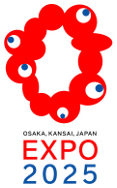 OSAKA, KANSAI, JAPAN
EXPO
2025